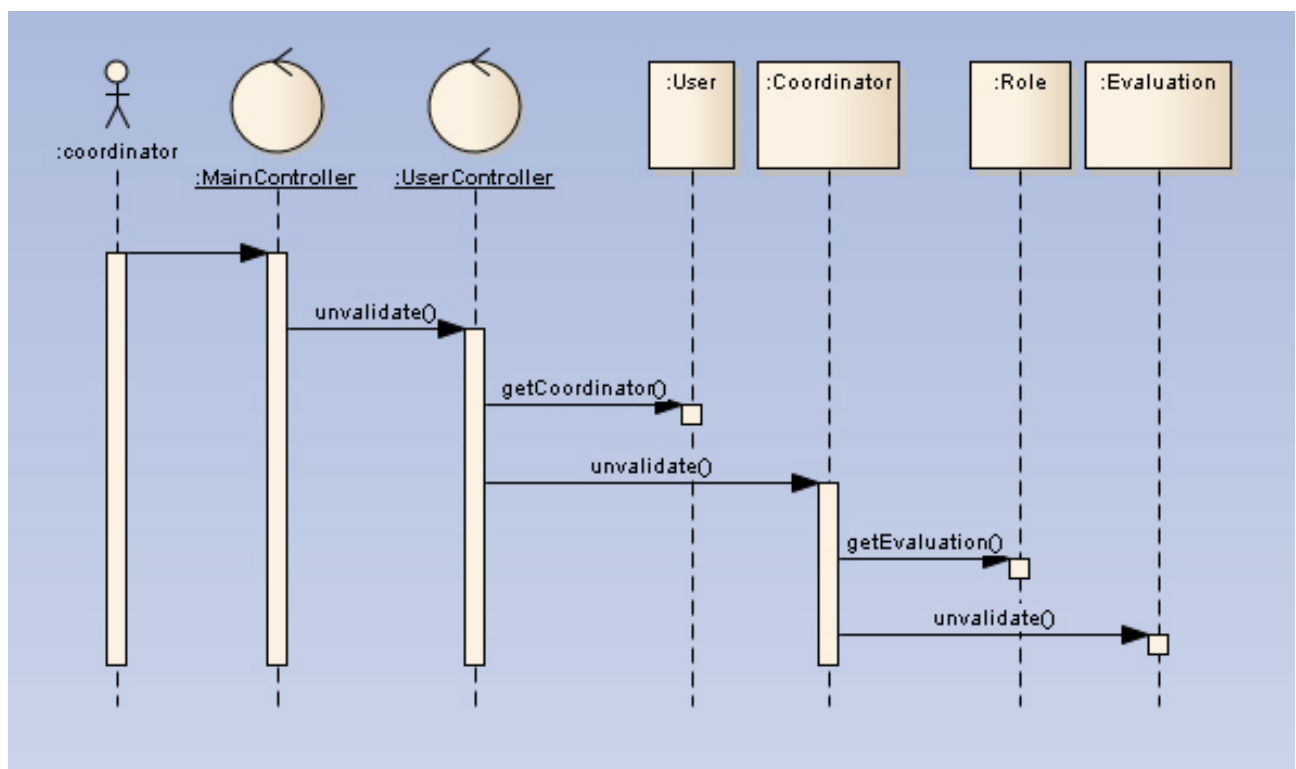 :User
:Coordinator
:Role
:Evaluation
:coordinator
:MainController
:UserController
unvalidate()
getCoordinator()
unvalidate()
getEvaluation()
unvalidate()